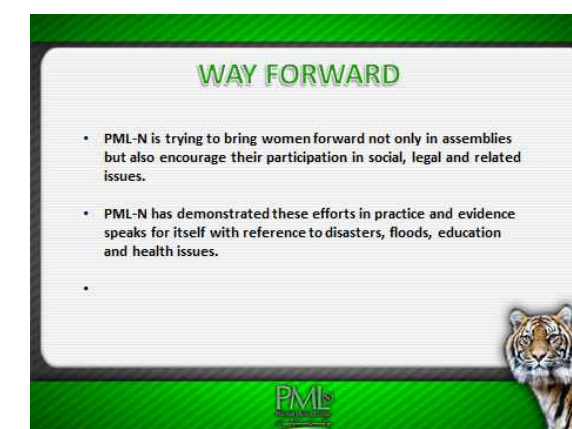 WAY FORWARD
• PML-N is trying to bring women forward not only in assemblies
but also encourage their participation in social, legal and related
issues.
• PML-N has demonstrated these efforts in practice and evidence
speaks for itself with reference to disasters, floods, education
and health issues.
•
PML